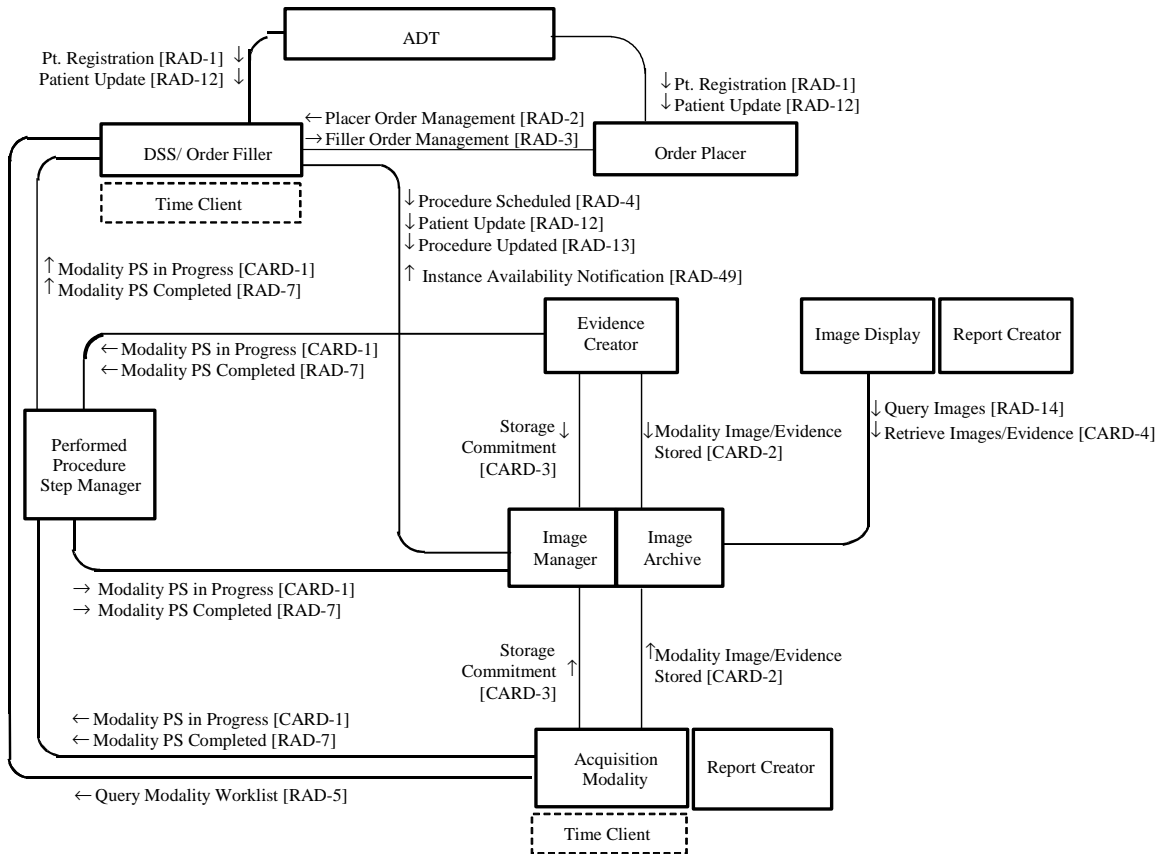 ADT
Pt. Registration [RAD-1] ↓
Patient Update [RAD-12] ↓
↓ Pt. Registration [RAD-1]
↓ Patient Update [RAD-12]
← Placer Order Management [RAD-2]
→ Filler Order Management [RAD-3]
DSS/ Order Filler
Order Placer
Time Client
↓ Procedure Scheduled [RAD-4]
↓ Patient Update [RAD-12]
↓ Procedure Updated [RAD-13]
↑ Instance Availability Notification [RAD-49]
↑ Modality PS in Progress [CARD-1]
↑ Modality PS Completed [RAD-7]
Evidence
Creator
Image Display
Report Creator
← Modality PS in Progress [CARD-1]
← Modality PS Completed [RAD-7]
↓ Query Images [RAD-14]
↓ Retrieve Images/Evidence [CARD-4]
Storage
Commitment ↓
[CARD-3]
↓ Modality Image/Evidence
Stored [CARD-2]
Performed
Procedure
Step Manager
Image
Manager
Image
Archive
→ Modality PS in Progress [CARD-1]
→ Modality PS Completed [RAD-7]
Storage
Commitment ↑
[CARD-3]
↑ Modality Image/Evidence
Stored [CARD-2]
← Modality PS in Progress [CARD-1]
← Modality PS Completed [RAD-7]
Acquisition
Modality
Report Creator
← Query Modality Worklist [RAD-5]
Time Client